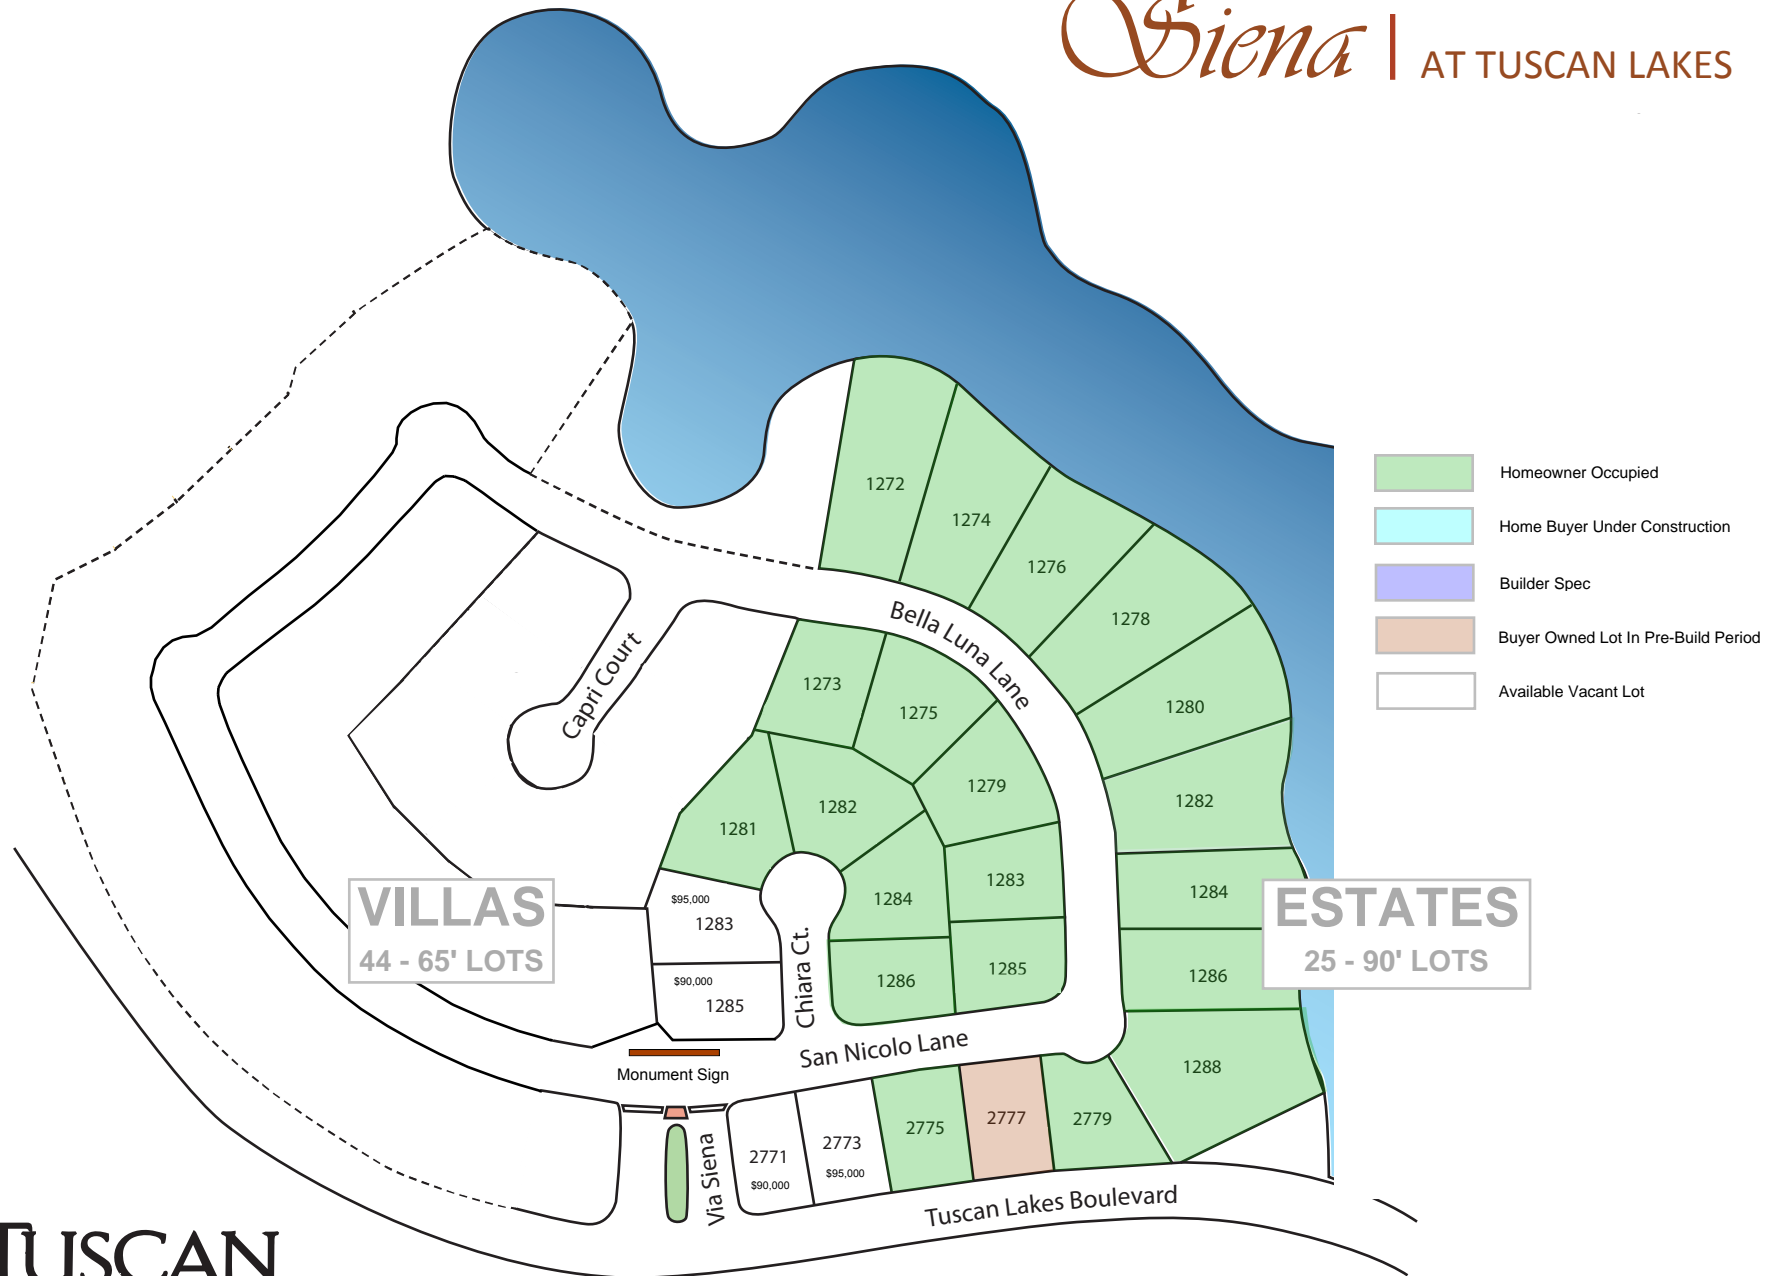 Siena | AT TUSCAN LAKES
Homeowner Occupied
Home Buyer Under Construction
Builder Spec
Buyer Owned Lot In Pre-Build Period
Available Vacant Lot
1272
1274
1276
1278
1280
1282
1284
1286
1288
Bella Luna Lane
Capri Court
1273
1275
1279
1283
1285
1281
1282
1284
1286
$95,000
1283
$90,000
1285
Chiara Ct.
VILLAS
44 - 65' LOTS
ESTATES
25 - 90' LOTS
San Nicolo Lane
Monument Sign
Via Siena
2771
$90,000
2773
$95,000
2775
2777
2779
Tuscan Lakes Boulevard
TUSCAN